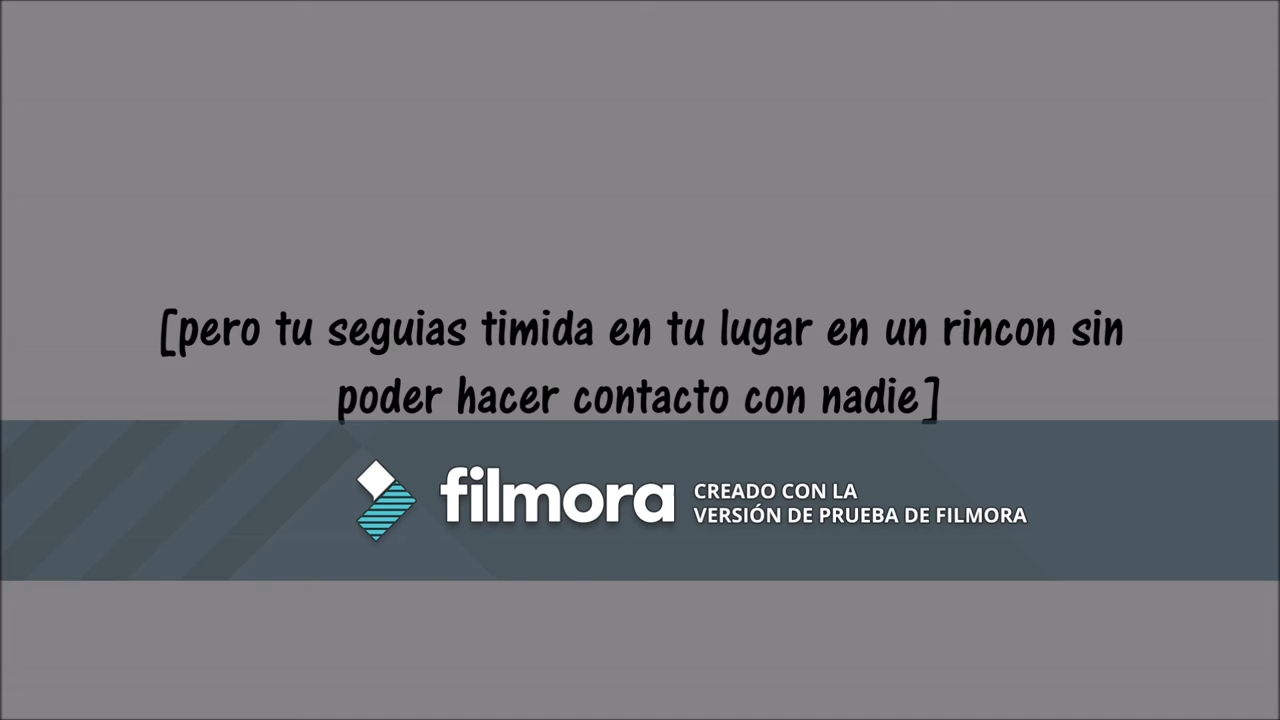 [pero tu seguias timida en tu lugar en un rincon sin
poder hacer contacto con nadie]
filmora
CREADO CON LA
VERSIÓN DE PRUEBA DE FILMORA